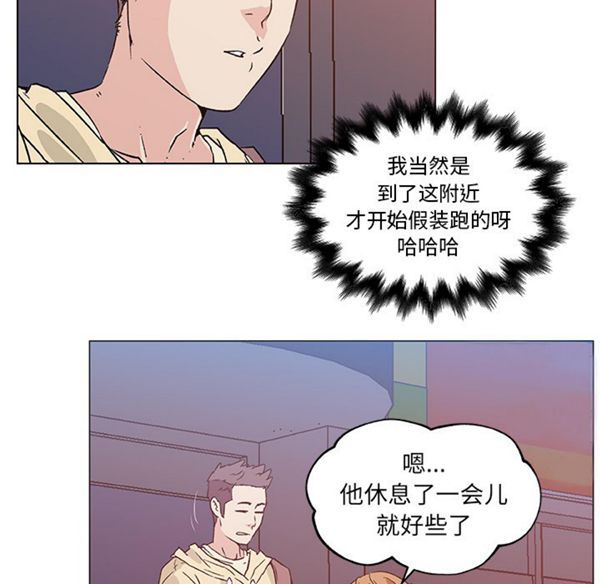 我当然是
到了这附近
才开始假装跑的呀
哈哈哈
嗯...
他休息了一会儿
就好些了